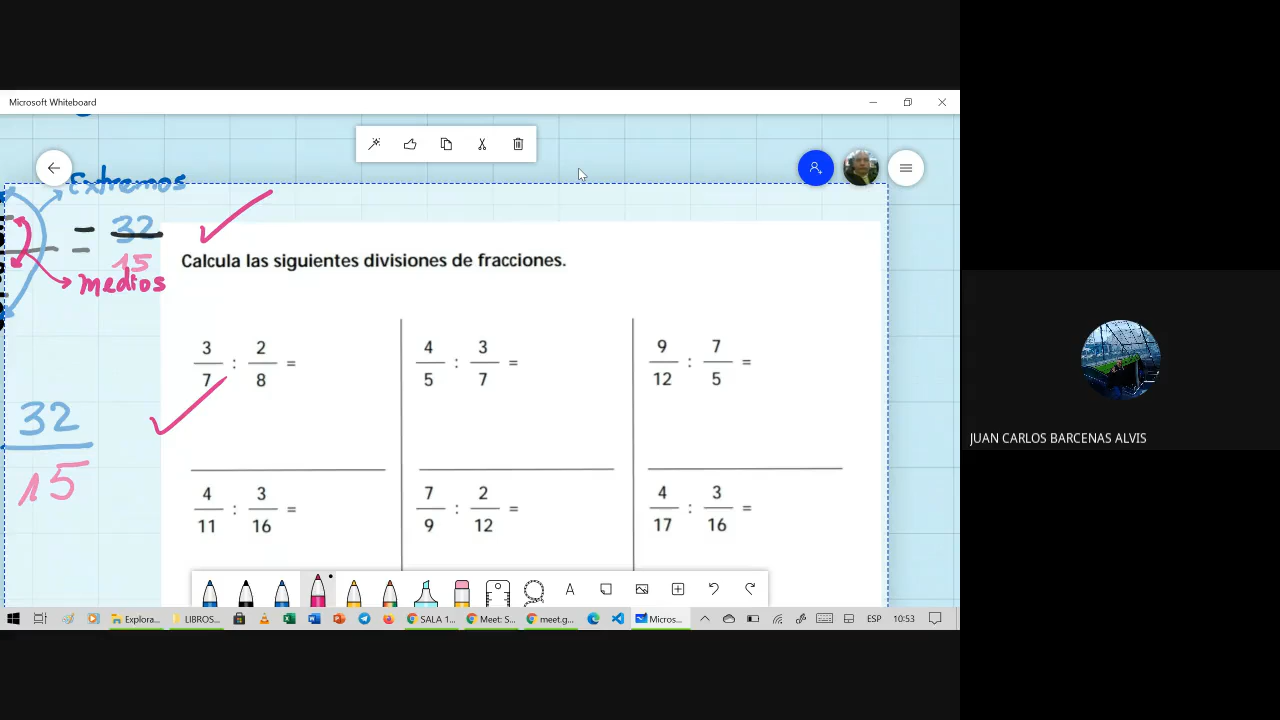 Microsoft Whiteboard
Extremos
= 32
= 15
medios
Calcula las siguientes divisiones de fracciones.
3/7 : 2/8 =
4/5 : 3/7 =
9/12 : 7/5 =
32
15
4/11 : 3/16 =
7/9 : 2/12 =
4/17 : 3/16 =
A
Explora...
LIBROS...
SALA 1...
Meet: S...
meet.g...
Micros...
ESP
10:53
JUAN CARLOS BARCENAS ALVIS